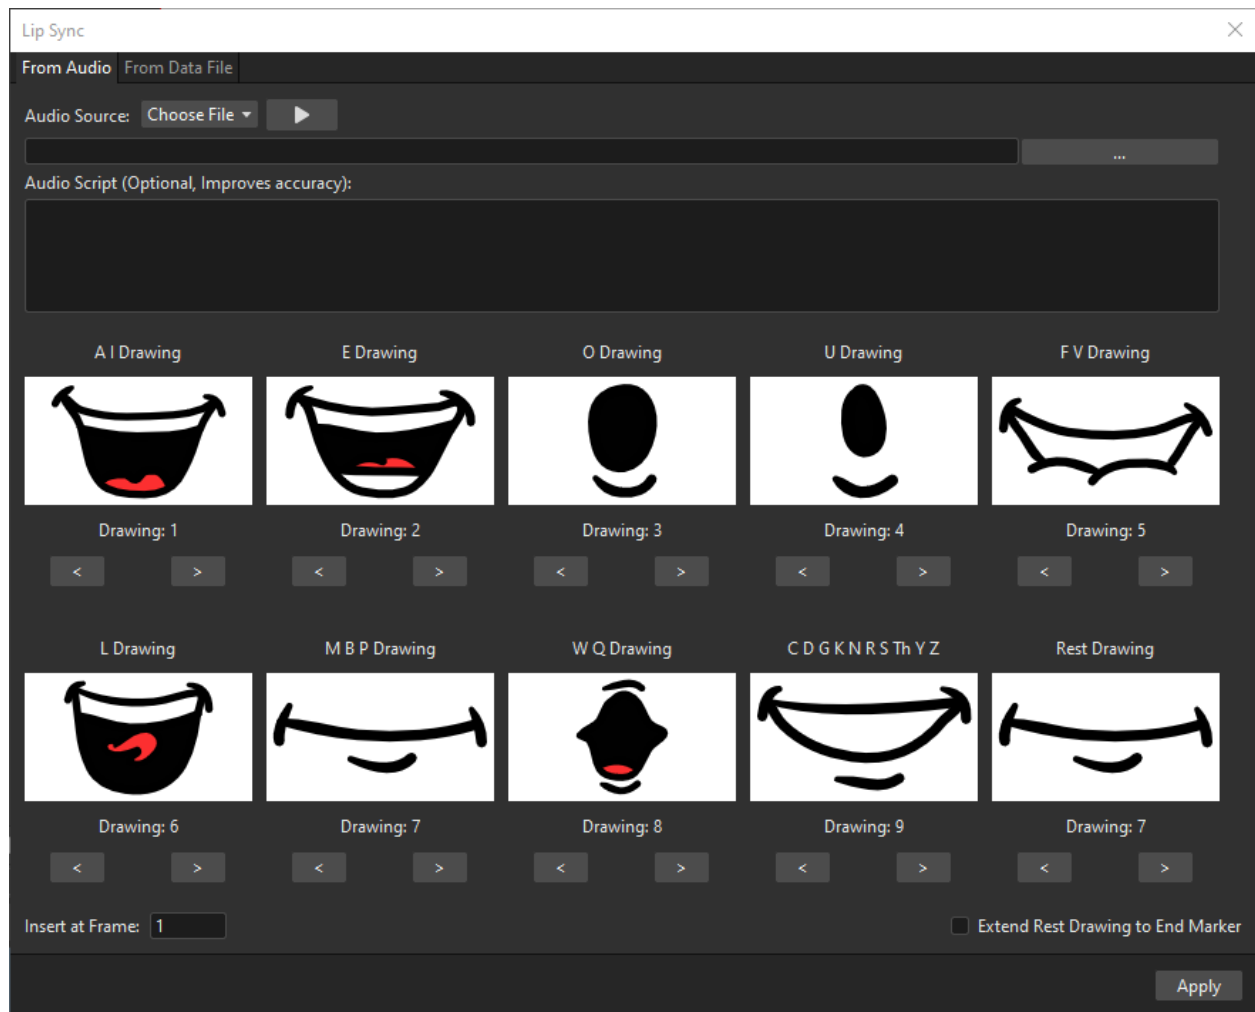 Lip Sync
From Audio From Data File
Audio Source: Choose File
...
Audio Script (Optional, Improves accuracy):
A I Drawing E Drawing O Drawing U Drawing F V Drawing
Drawing: 1 Drawing: 2 Drawing: 3 Drawing: 4 Drawing: 5
< > < > < > < > < >
L Drawing M B P Drawing W Q Drawing C D G K N R S Th Y Z Rest Drawing
Drawing: 6 Drawing: 7 Drawing: 8 Drawing: 9 Drawing: 7
< > < > < > < > < >
Insert at Frame: 1 Extend Rest Drawing to End Marker
Apply